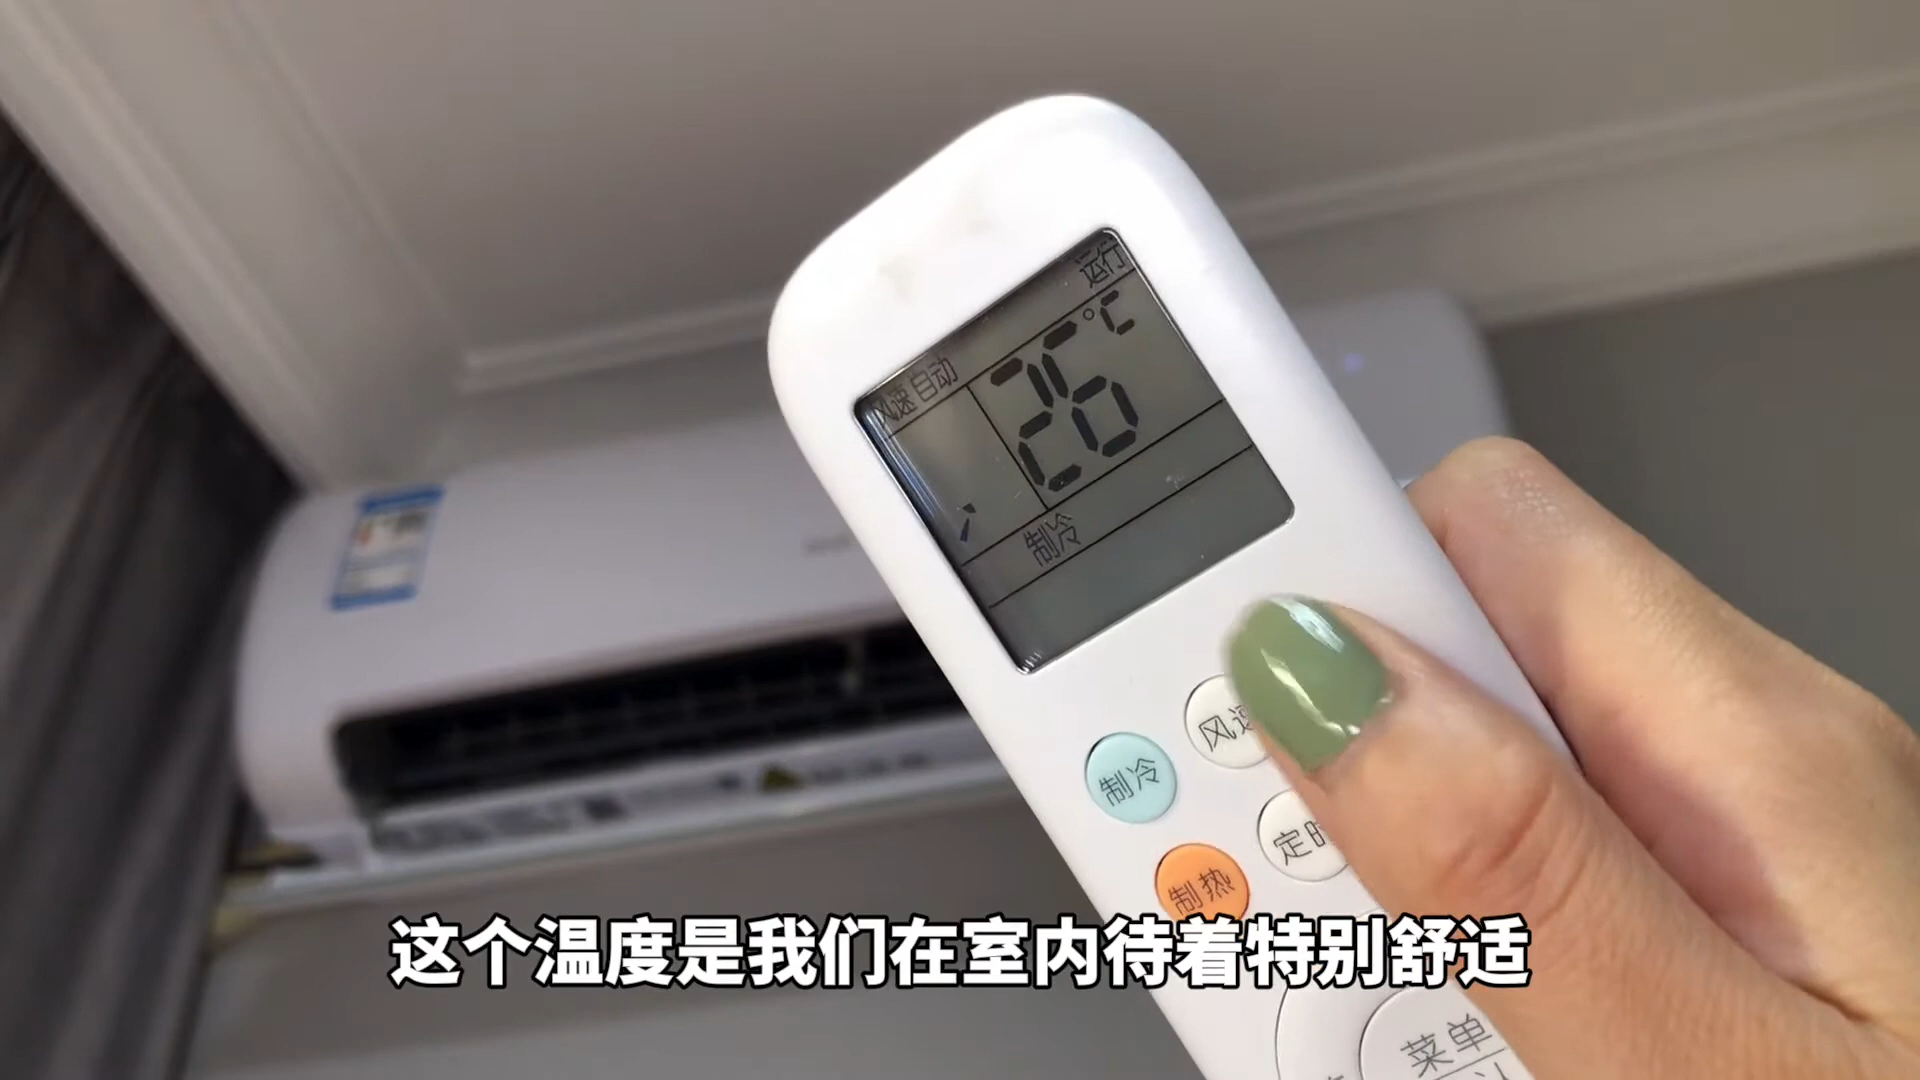 运行
风速自动
26°C
制冷
风速
制冷
定时
制热
这个温度是我们在室内待着特别舒适
菜单